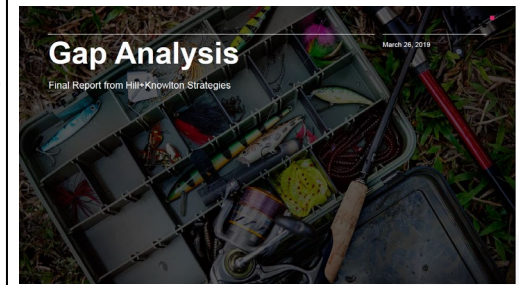 Gap Analysis
March 26, 2019
Final Report from Hill+Knowlton Strategies